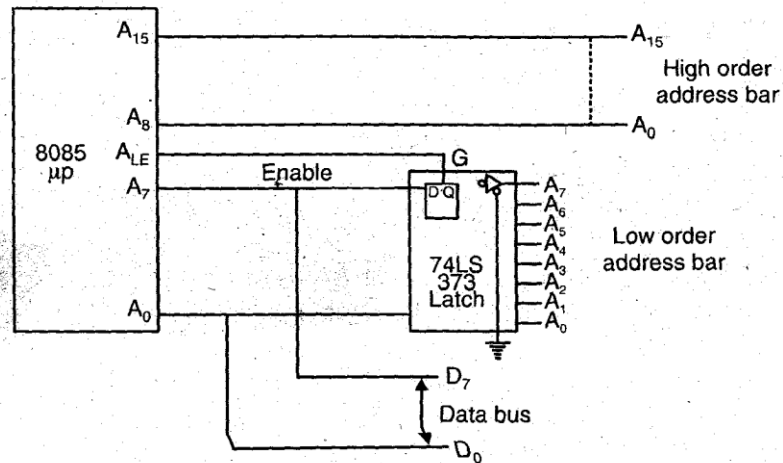 A15
A15
High order
address bar
A8
A0
8085
μp
ALE
G
Enable
A7
D Q
A7
A6
A5
A4
A3
A2
A1
A0
Low order
address bar
74LS
373
Latch
A0
D7
Data bus
D0